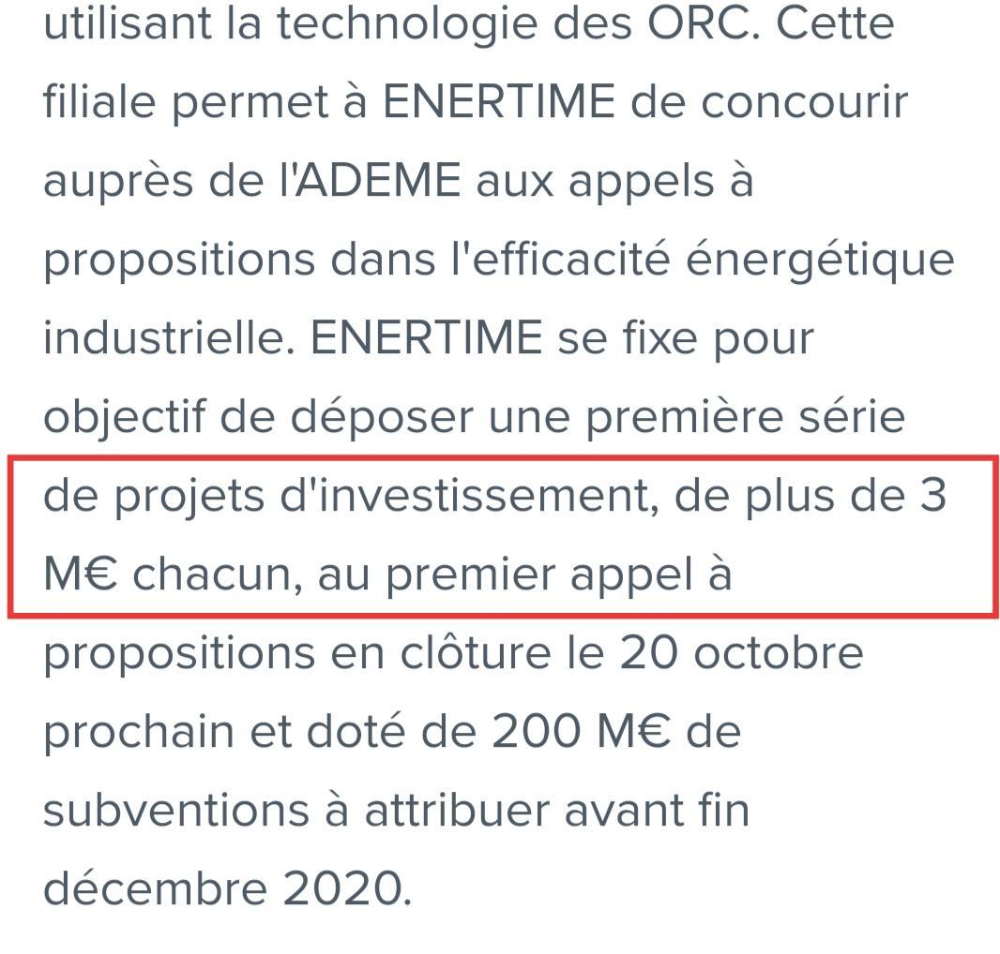 utilisant la technologie des ORC. Cette
filiale permet à ENERTIME de concourir
auprès de l'ADEME aux appels à
propositions dans l'efficacité énergétique
industrielle. ENERTIME se fixe pour
objectif de déposer une première série
de projets d'investissement, de plus de 3
M€ chacun, au premier appel à
propositions en clôture le 20 octobre
prochain et doté de 200 M€ de
subventions à attribuer avant fin
décembre 2020.